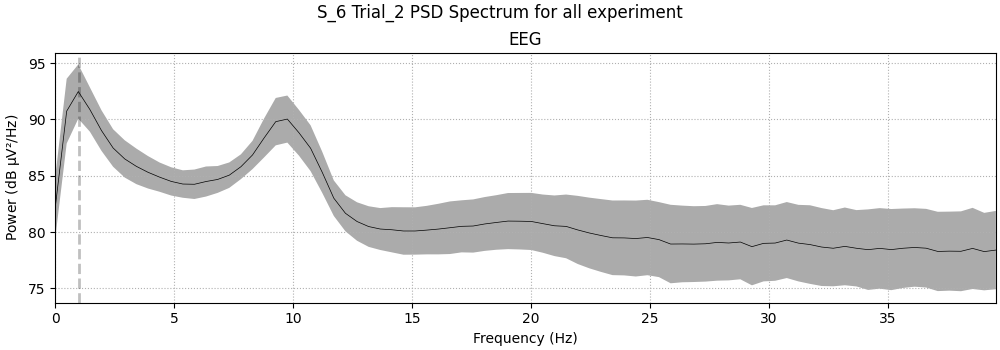 S_6 Trial_2 PSD Spectrum for all experiment
EEG
Power (dB µV²/Hz)
95
90
85
80
75
0 5 10 15 20 25 30 35
Frequency (Hz)